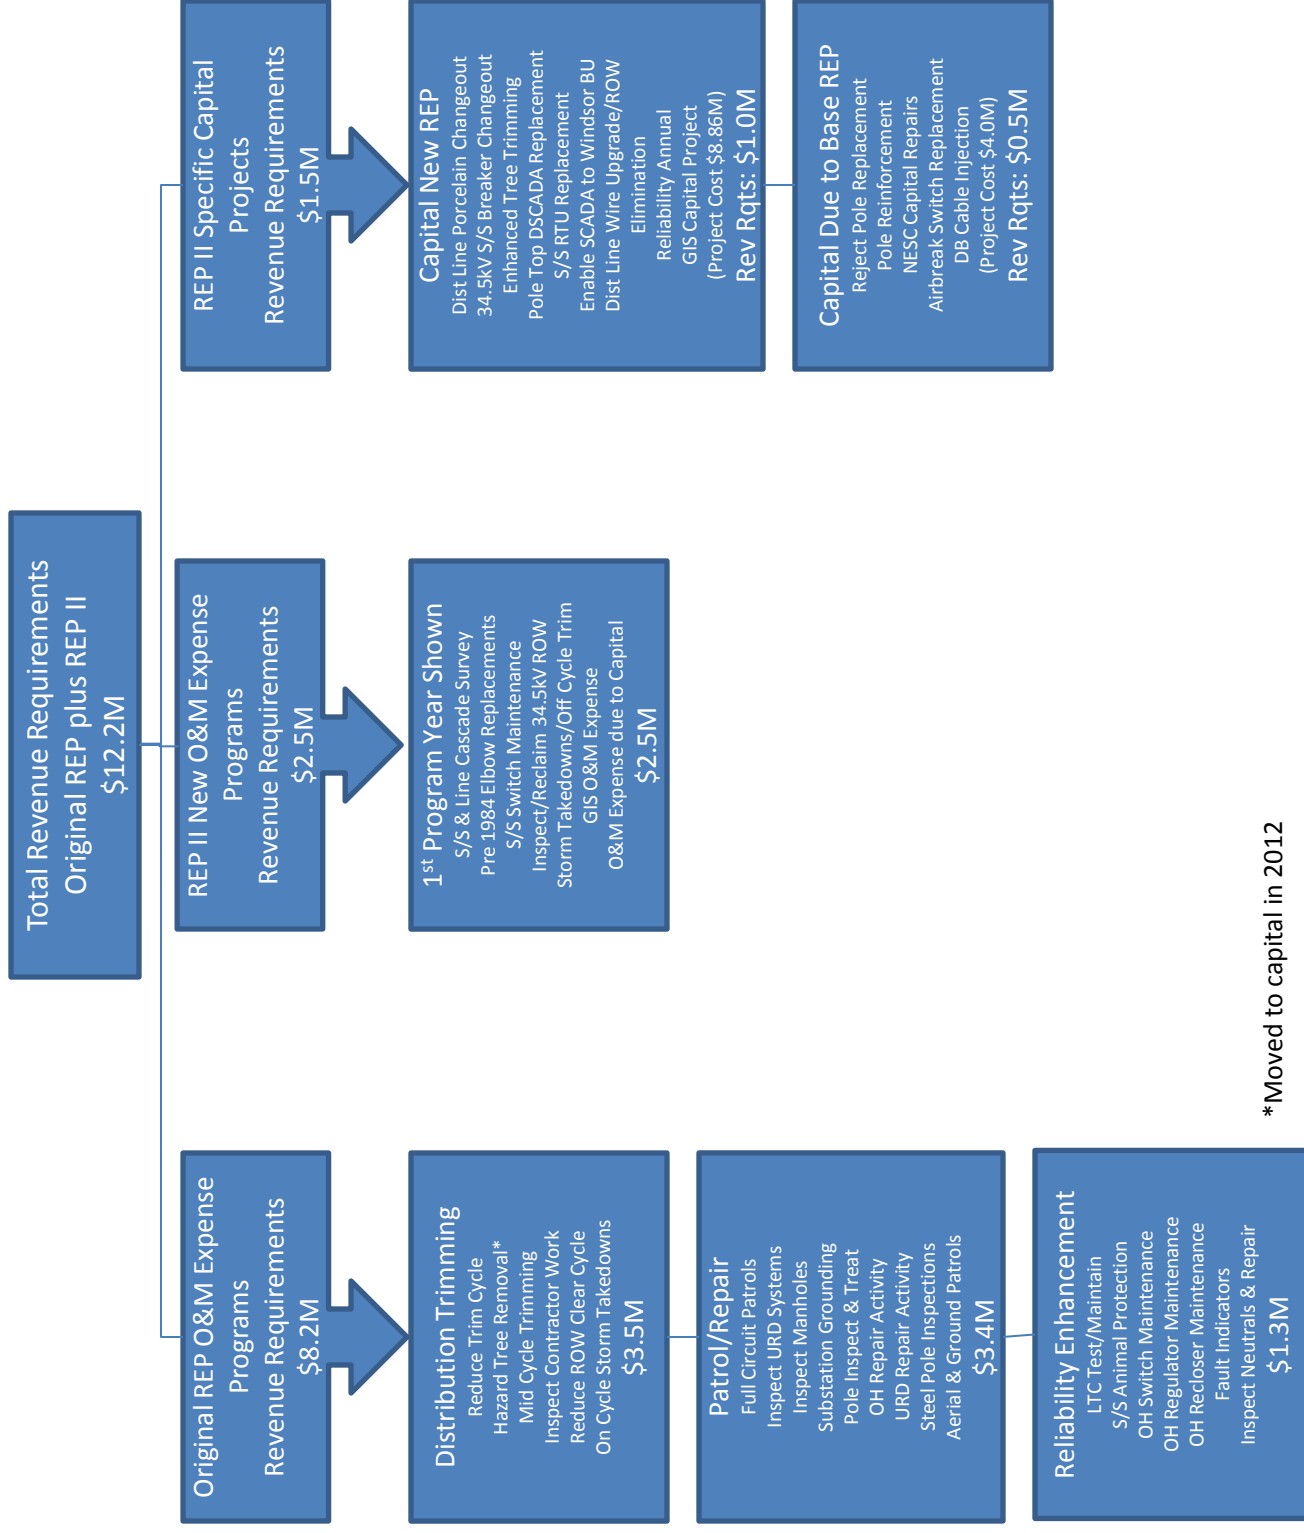 Total Revenue Requirements
Original REP plus REP II
$12.2M
Original REP O&M Expense
Programs
Revenue Requirements
$8.2M
Distribution Trimming
Reduce Trim Cycle
Hazard Tree Removal*
Mid Cycle Trimming
Inspect Contractor Work
Reduce ROW Clear Cycle
On Cycle Storm Takedowns
$3.5M
Patrol/Repair
Full Circuit Patrols
Inspect URD Systems
Inspect Manholes
Substation Grounding
Pole Inspect & Treat
OH Repair Activity
URD Repair Activity
Steel Pole Inspections
Aerial & Ground Patrols
$3.4M
Reliability Enhancement
LTC Test/Maintain
S/S Animal Protection
OH Switch Maintenance
OH Regulator Maintenance
OH Recloser Maintenance
Fault Indicators
Inspect Neutrals & Repair
$1.3M
REP II New O&M Expense
Programs
Revenue Requirements
$2.5M
1st Program Year Shown
S/S & Line Cascade Survey
Pre 1984 Elbow Replacements
S/S Switch Maintenance
Inspect/Reclaim 34.5kV ROW
Storm Takedowns/Off Cycle Trim
GIS O&M Expense
O&M Expense due to Capital
$2.5M
REP II Specific Capital
Projects
Revenue Requirements
$1.5M
Capital New REP
Dist Line Porcelain Changeout
34.5kV S/S Breaker Changeout
Enhanced Tree Trimming
Pole Top DSCADA Replacement
S/S RTU Replacement
Enable SCADA to Windsor BU
Dist Line Wire Upgrade/ROW
Elimination
Reliability Annual
GIS Capital Project
(Project Cost $8.86M)
Rev Rqts: $1.0M
Capital Due to Base REP
Reject Pole Replacement
Pole Reinforcement
NESC Capital Repairs
Airbreak Switch Replacement
DB Cable Injection
(Project Cost $4.0M)
Rev Rqts: $0.5M
*Moved to capital in 2012